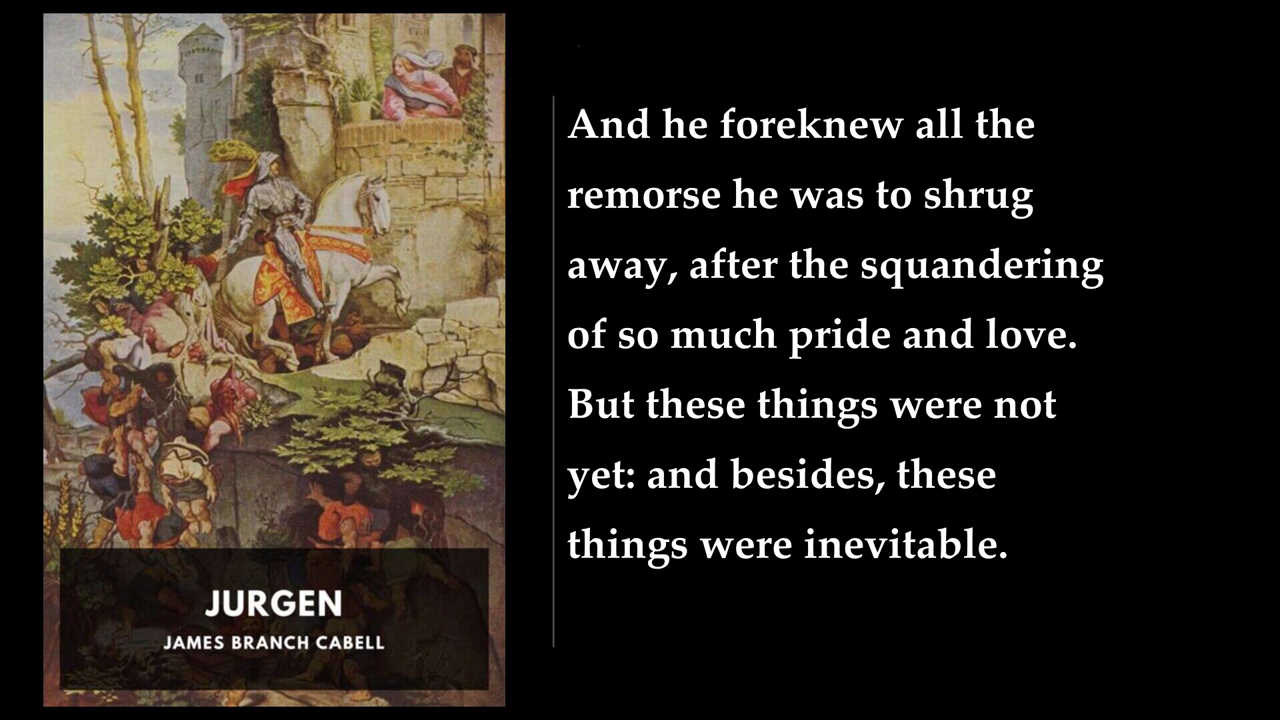 JURGEN
JAMES BRANCH CABELL
And he foreknew all the
remorse he was to shrug
away, after the squandering
of so much pride and love.
But these things were not
yet: and besides, these
things were inevitable.